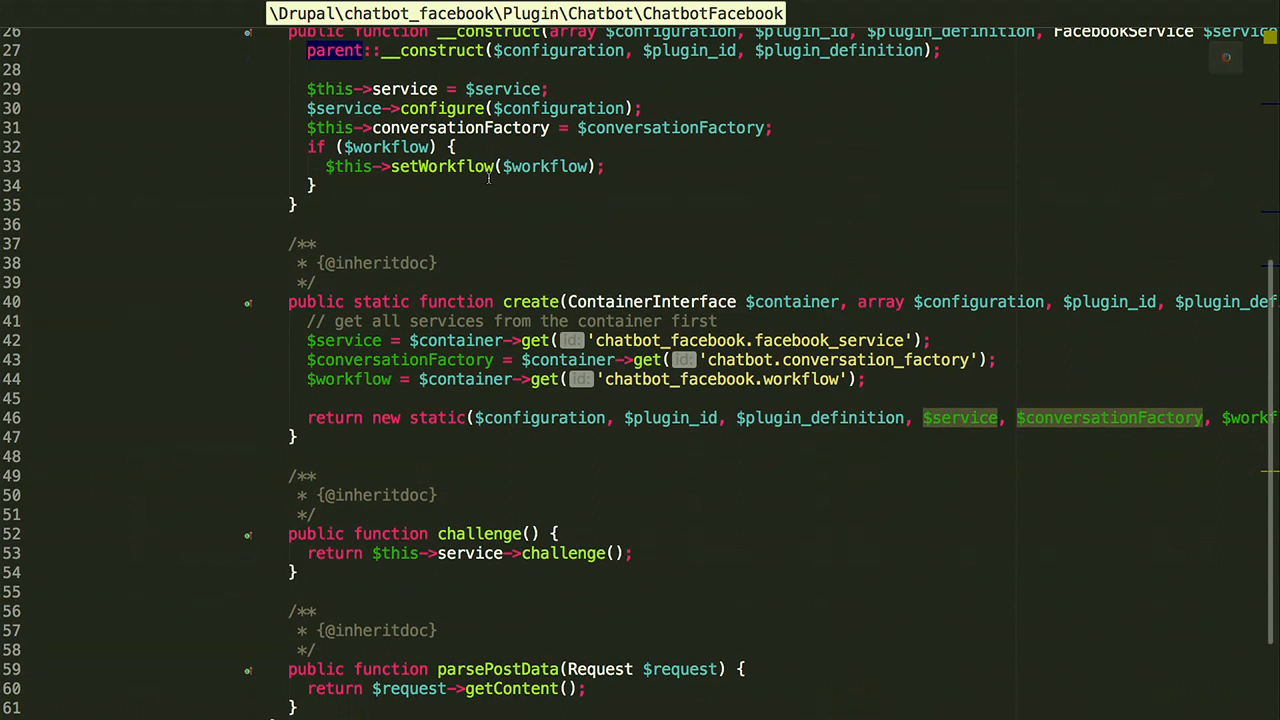 \Drupal\chatbot_facebook\Plugin\Chatbot\ChatbotFacebook
26 public function __construct(array $configuration, $plugin_id, $plugin_definition, FacebookService $servic
27 parent::__construct($configuration, $plugin_id, $plugin_definition);
28
29 $this->service = $service;
30 $service->configure($configuration);
31 $this->conversationFactory = $conversationFactory;
32 if ($workflow) {
33 $this->setWorkflow($workflow);
34 }
35 }
36
37 /**
38 * {@inheritdoc}
39 */
40 public static function create(ContainerInterface $container, array $configuration, $plugin_id, $plugin_def
41 // get all services from the container first
42 $service = $container->get( id: 'chatbot_facebook.facebook_service');
43 $conversationFactory = $container->get( id: 'chatbot.conversation_factory');
44 $workflow = $container->get( id: 'chatbot_facebook.workflow');
45
46 return new static($configuration, $plugin_id, $plugin_definition, $service, $conversationFactory, $workf
47 }
48
49 /**
50 * {@inheritdoc}
51 */
52 public function challenge() {
53 return $this->service->challenge();
54 }
55
56 /**
57 * {@inheritdoc}
58 */
59 public function parsePostData(Request $request) {
60 return $request->getContent();
61 }